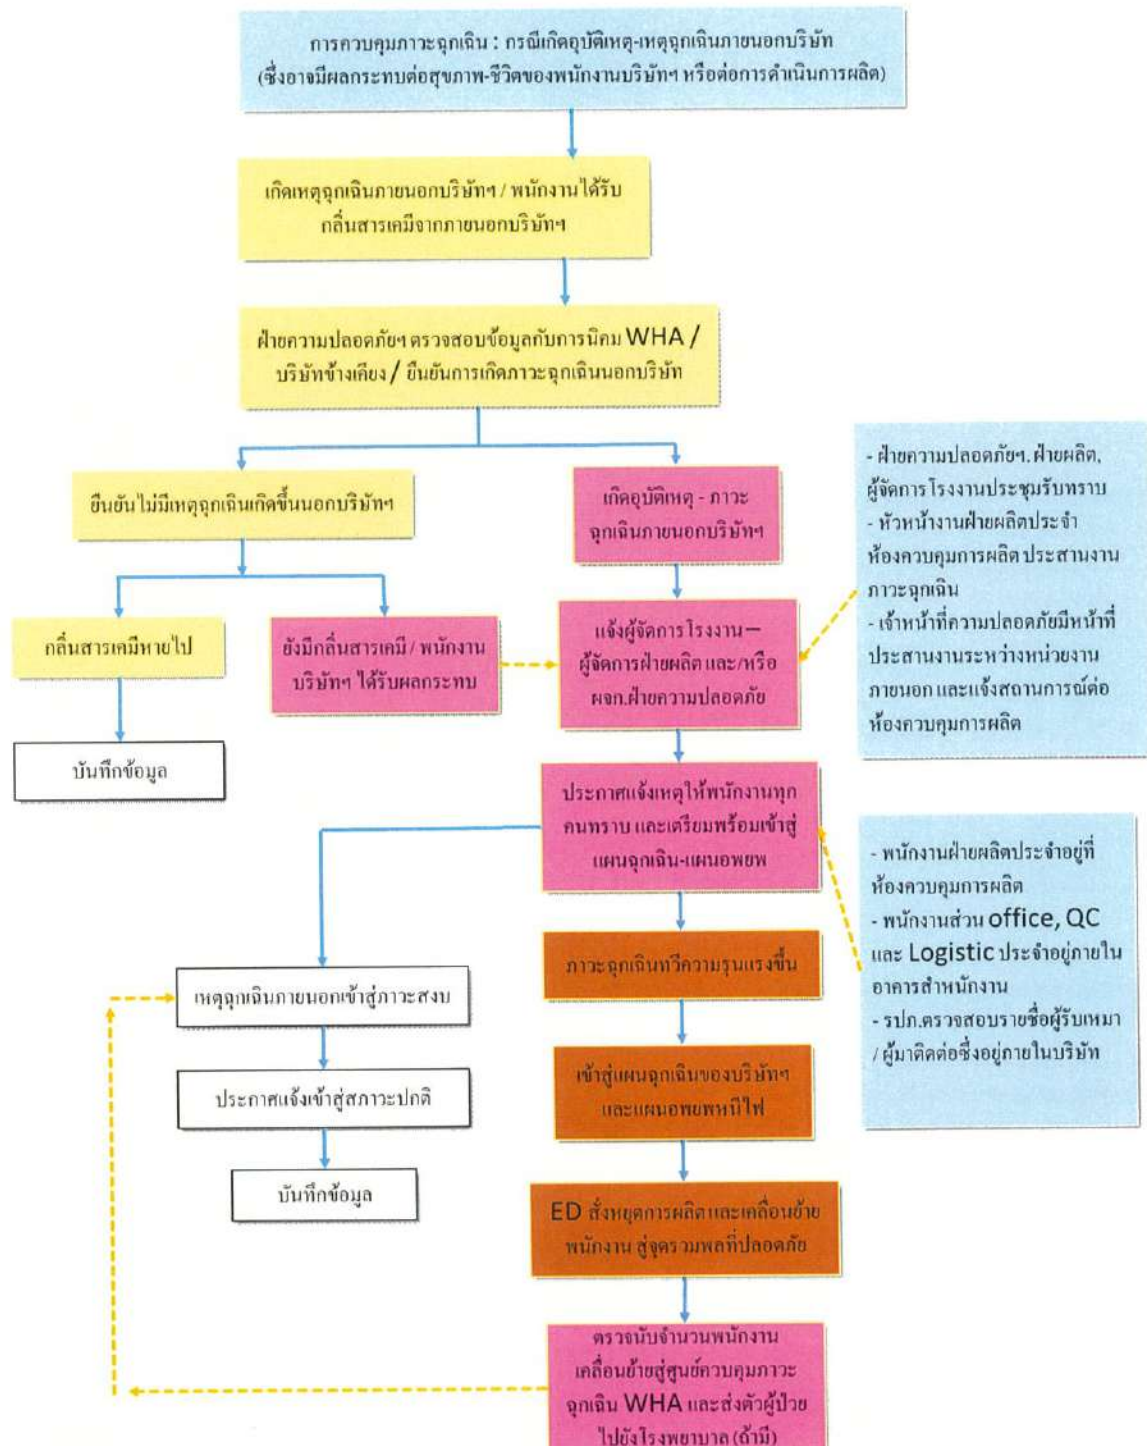 การควบคุมภาวะฉุกเฉิน : กรณีเกิดอุบัติเหตุ-เหตุฉุกเฉินภายนอกบริษัท
(ซึ่งอาจมีผลกระทบต่อสุขภาพ-ชีวิตของพนักงานบริษัทฯ หรือต่อการดำเนินการผลิต)
เกิดเหตุฉุกเฉินภายนอกบริษัทฯ / พนักงานได้รับ
กลิ่นสารเคมีจากภายนอกบริษัทฯ
ฝ่ายความปลอดภัยฯ ตรวจสอบข้อมูลกับการนิคม WHA /
บริษัทข้างเคียง / ยืนยันการเกิดภาวะฉุกเฉินนอกบริษัท
ยืนยันไม่มีเหตุฉุกเฉินเกิดขึ้นนอกบริษัทฯ
เกิดอุบัติเหตุ - ภาวะ
ฉุกเฉินภายนอกบริษัทฯ
- ฝ่ายความปลอดภัยฯ. ฝ่ายผลิต,
ผู้จัดการโรงงานประชุมรับทราบ
- หัวหน้างานฝ่ายผลิตประจำ
ห้องควบคุมการผลิต ประสานงาน
ภาวะฉุกเฉิน
- เจ้าหน้าที่ความปลอดภัยมีหน้าที่
ประสานงานระหว่างหน่วยงาน
ภายนอก และแจ้งสถานการณ์ต่อ
ห้องควบคุมการผลิต
กลิ่นสารเคมีหายไป
ยังมีกลิ่นสารเคมี / พนักงาน
บริษัทฯ ได้รับผลกระทบ
แจ้งผู้จัดการโรงงาน –
ผู้จัดการฝ่ายผลิต และ/หรือ
ผจก.ฝ่ายความปลอดภัย
บันทึกข้อมูล
ประกาศแจ้งเหตุให้พนักงานทุก
คนทราบ และเตรียมพร้อมเข้าสู่
แผนฉุกเฉิน-แผนอพยพ
- พนักงานฝ่ายผลิตประจำอยู่ที่
ห้องควบคุมการผลิต
- พนักงานส่วน office, QC
และ Logistic ประจำอยู่ภายใน
อาคารสำหนักงาน
- รปภ.ตรวจสอบรายชื่อผู้รับเหมา
/ ผู้มาติดต่อซึ่งอยู่ภายในบริษัท
ภาวะฉุกเฉินทวีความรุนแรงขึ้น
เหตุฉุกเฉินภายนอกเข้าสู่ภาวะสงบ
เข้าสู่แผนฉุกเฉินของบริษัทฯ
และแผนอพยพหนีไฟ
ประกาศแจ้งเข้าสู่สภาวะปกติ
บันทึกข้อมูล
ED สั่งหยุดการผลิตและเคลื่อนย้าย
พนักงาน สู่จุดรวมพลที่ปลอดภัย
ตรวจนับจำนวนพนักงาน
เคลื่อนย้ายสู่ศูนย์ควบคุมภาวะ
ฉุกเฉิน WHA และส่งตัวผู้ป่วย
ไปยังโรงพยาบาล (ถ้ามี)